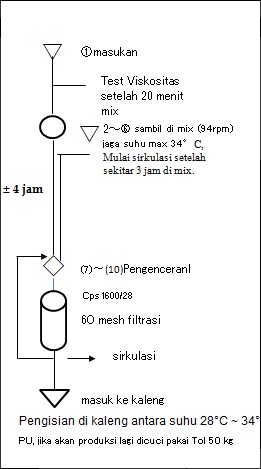 ①masukan
Test Viskositas
setelah 20 menit
mix
2～⑥ sambil di mix (94rpm)
jaga suhu max 34° C,
Mulai sirkulasi setelah
sekitar 3 jam di mix.
± 4 jam
(7)～(10)Pengenceranl
Cps 1600/28
60 mesh filtrasi
sirkulasi
masuk ke kaleng
Pengisian di kaleng antara suhu 28°C ~ 34°
PU, jika akan produksi lagi dicuci pakai Tol 50 kg